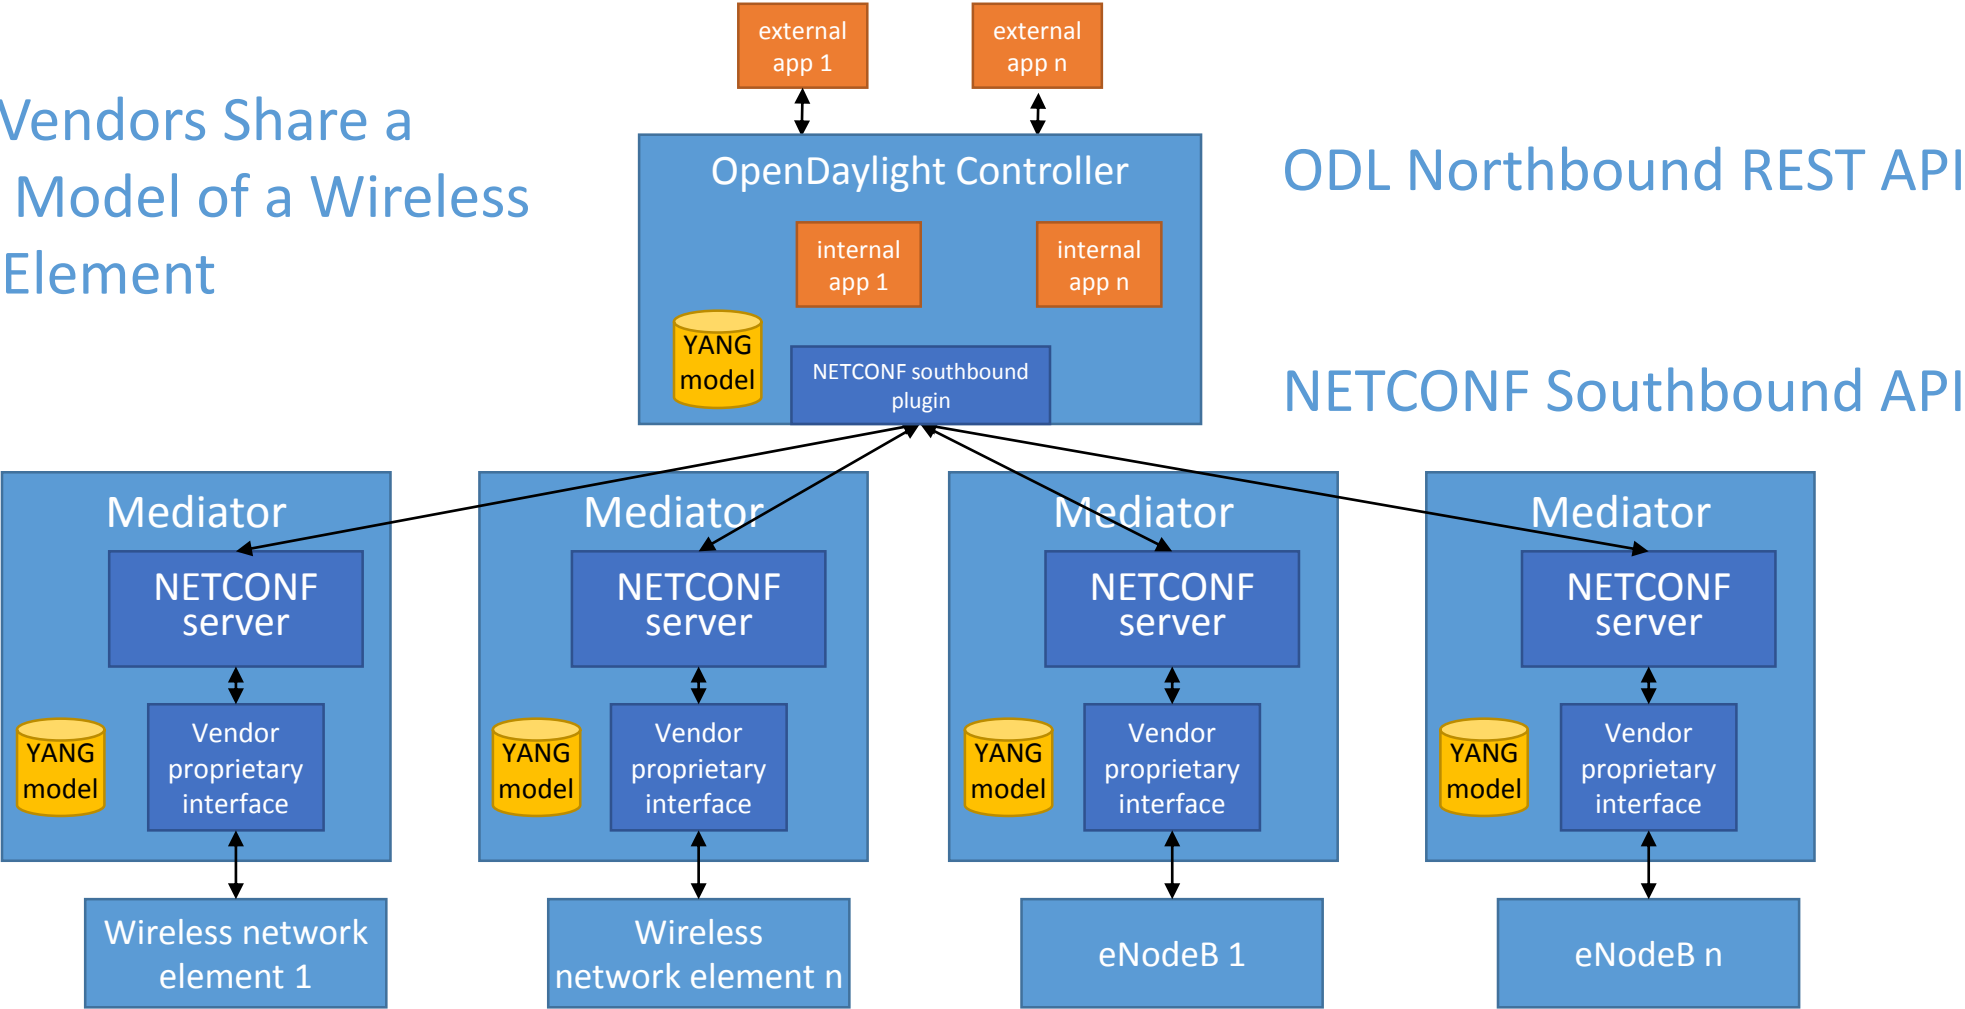 external
app 1
external
app n
Vendors Share a
Model of a Wireless
Element
OpenDaylight Controller
ODL Northbound REST API
internal
app 1
internal
app n
YANG
model
NETCONF southbound
plugin
NETCONF Southbound API
Mediator
NETCONF
server
YANG
model
Vendor
proprietary
interface
Wireless network
element 1
Mediator
NETCONF
server
YANG
model
Vendor
proprietary
interface
Wireless
network element n
Mediator
NETCONF
server
YANG
model
Vendor
proprietary
interface
eNodeB 1
Mediator
NETCONF
server
YANG
model
Vendor
proprietary
interface
eNodeB n